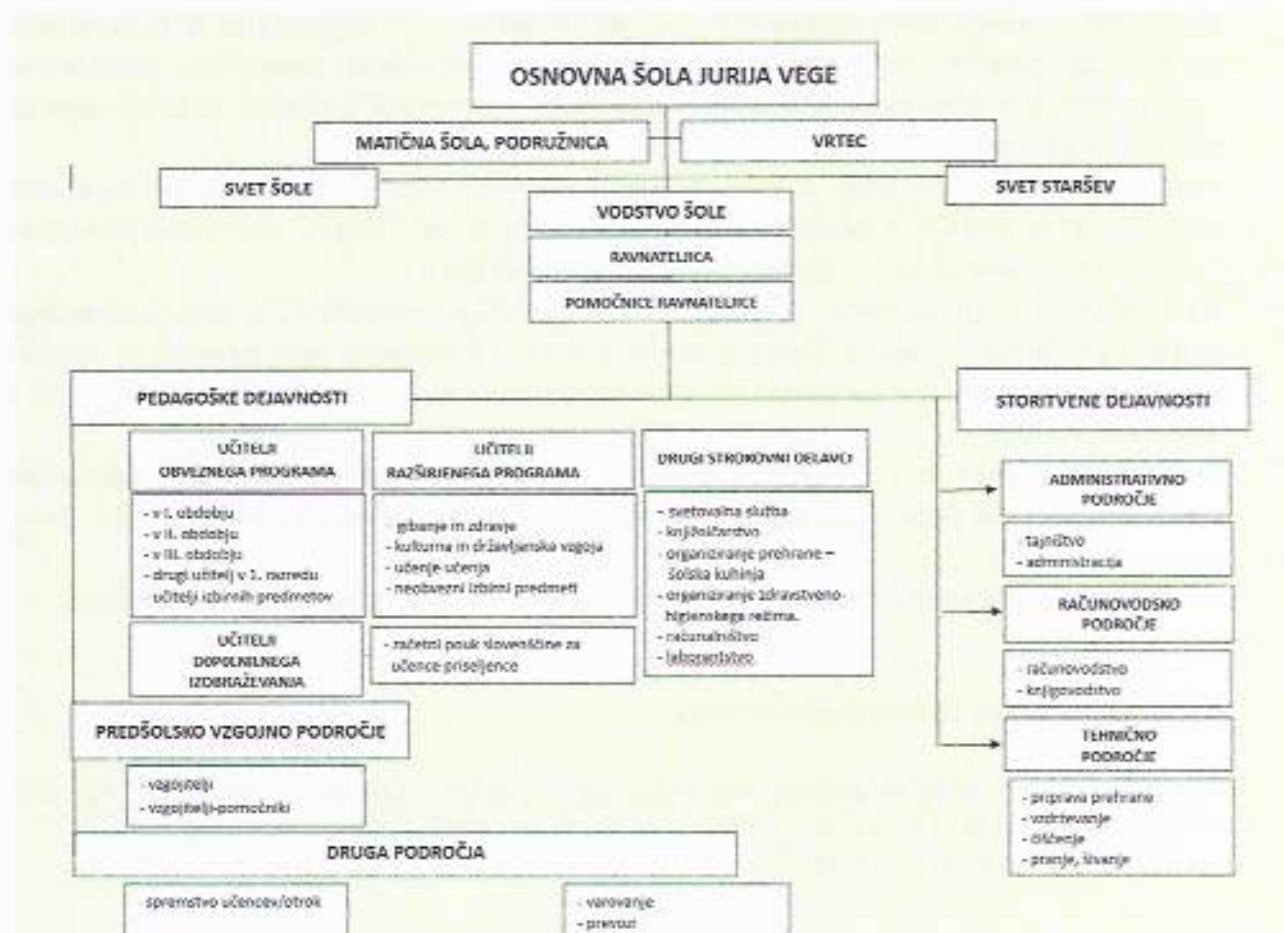 OSNOVNA ŠOLA JURIJA VEGE
MATIČNA ŠOLA, PODRUŽNICA
VRTEC
SVET ŠOLE
SVET STARŠEV
VODSTVO ŠOLE
RAVNATELJICA
POMOČNICE RAVNATELJICE
PEDAGOŠKE DEJAVNOSTI
STORITVENE DEJAVNOSTI
UČITELJI
OBVEZNEGA PROGRAMA
- v I. obdobju
- v II. obdobju
- v III. obdobju
- drugi učitelj v 1. razredu
- učitelji izbirnih predmetov
UČITELJI
RAZŠIRJENEGA PROGRAMA
- gibanje in zdravje
- kulturna in državljanska vzgoja
- učenje učenja
- neobvezni izbirni predmeti
DRUGI STROKOVNI DELAVCI
- svetovalna služba
- knjižničarstvo
- organiziranje prehrane –
šolska kuhinja
- organiziranje zdravstveno-
higienskega režima.
- računalništvo
- laborantstvo
UČITELJI
DOPOLNILNEGA
IZOBRAŽEVANJA
- začetni pouk slovenščine za
učence priseljence
PREDŠOLSKO VZGOJNO PODROČJE
- vzgojitelji
- vzgojitelji-pomočniki
DRUGA PODROČJA
- spremstvo učencev/otrok
- varovanje
- prevozi
ADMINISTRATIVNO
PODROČJE
- tajništvo
- administracija
RAČUNOVODSKO
PODROČJE
- računovodstvo
- knjigovodstvo
TEHNIČNO
PODROČJE
- priprava prehrane
- vzdrževanje
- čiščenje
- pranje, šivanje